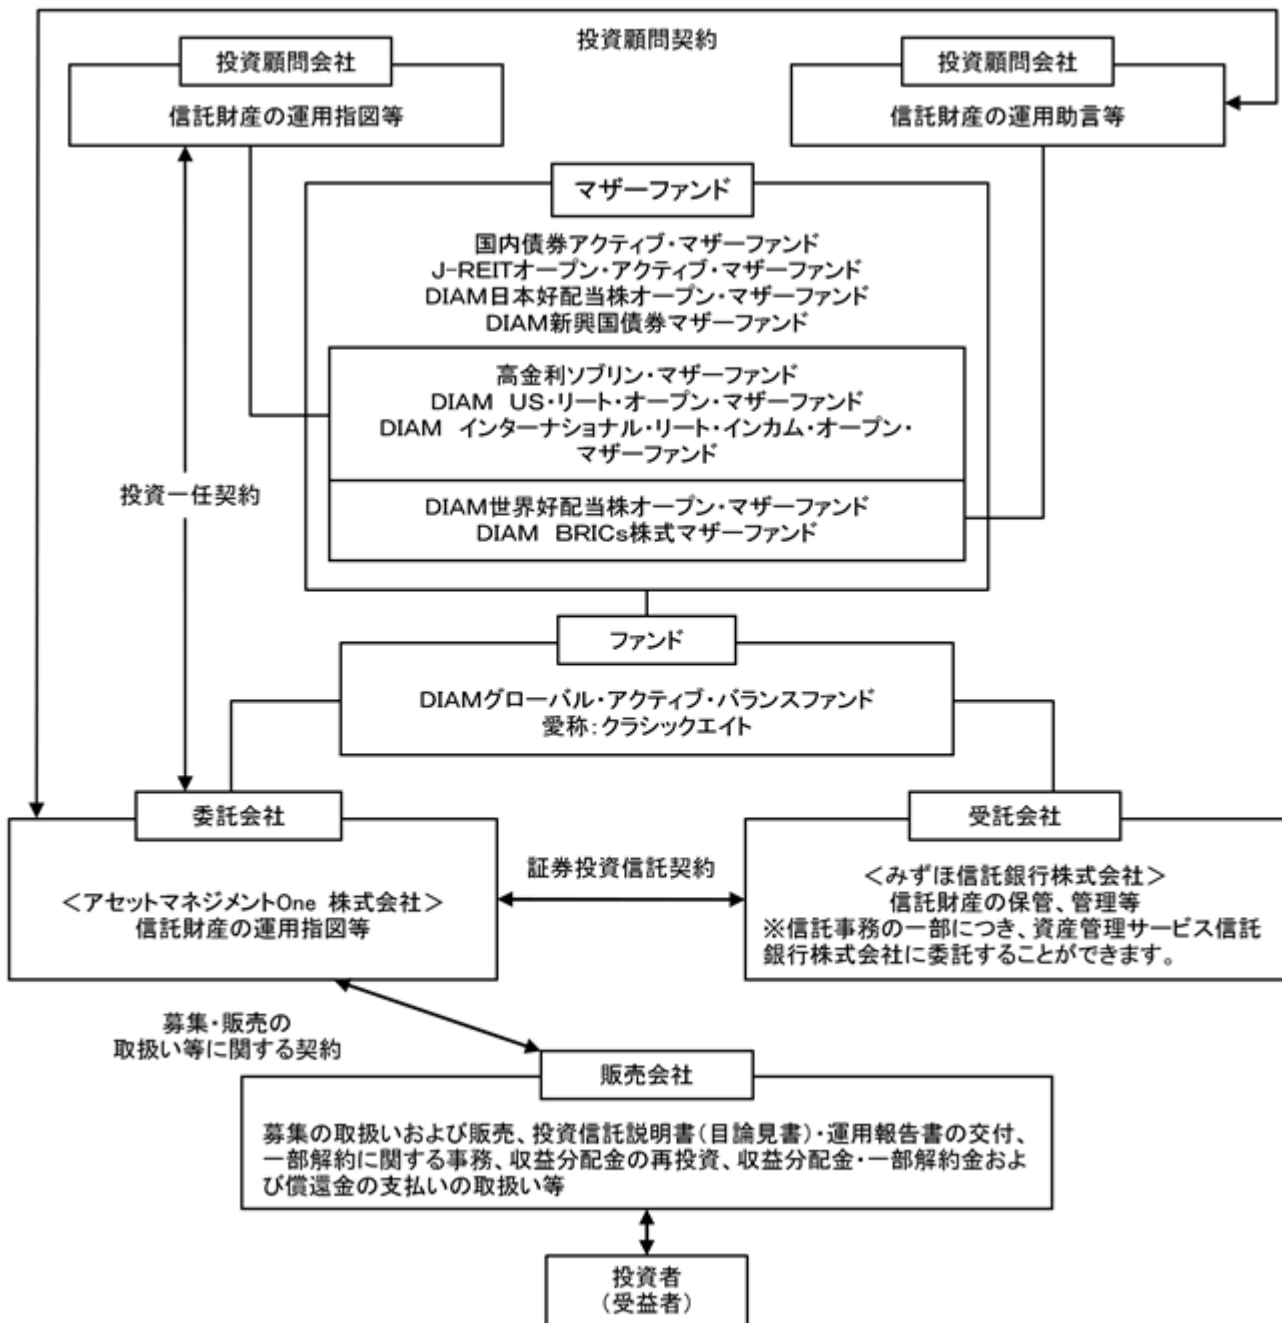 投資顧問契約
投資顧問会社
信託財産の運用指図等
投資顧問会社
信託財産の運用助言等
マザーファンド
国内債券アクティブ・マザーファンド
J-REITオープン・アクティブ・マザーファンド
DIAM日本好配当株オープン・マザーファンド
DIAM新興国債券マザーファンド
高金利ソブリン・マザーファンド
DIAM US・リート・オープン・マザーファンド
DIAM インターナショナル・リート・インカム・オープン・
マザーファンド
投資一任契約
DIAM世界好配当株オープン・マザーファンド
DIAM BRICs株式マザーファンド
ファンド
DIAMグローバル・アクティブ・バランスファンド
愛称：クラシックエイト
委託会社
＜アセットマネジメントOne 株式会社＞
信託財産の運用指図等
証券投資信託契約
受託会社
＜みずほ信託銀行株式会社＞
信託財産の保管、管理等
※信託事務の一部につき、資産管理サービス信託
銀行株式会社に委託することができます。
募集・販売の
取扱い等に関する契約
販売会社
募集の取扱いおよび販売、投資信託説明書（目論見書）・運用報告書の交付、
一部解約に関する事務、収益分配金の再投資、収益分配金・一部解約金およ
び償還金の支払いの取扱い等
投資者
（受益者）